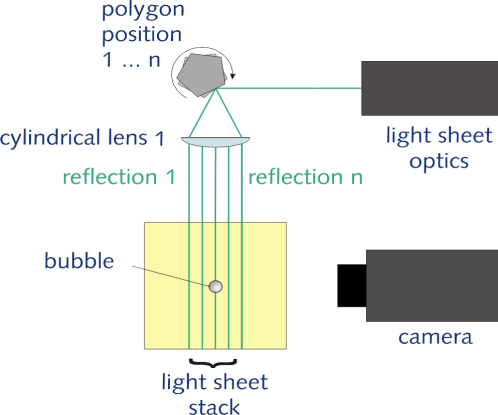 polygon
position
1 ... n
cylindrical lens 1
light sheet
optics
reflection 1
reflection n
bubble
camera
light sheet
stack